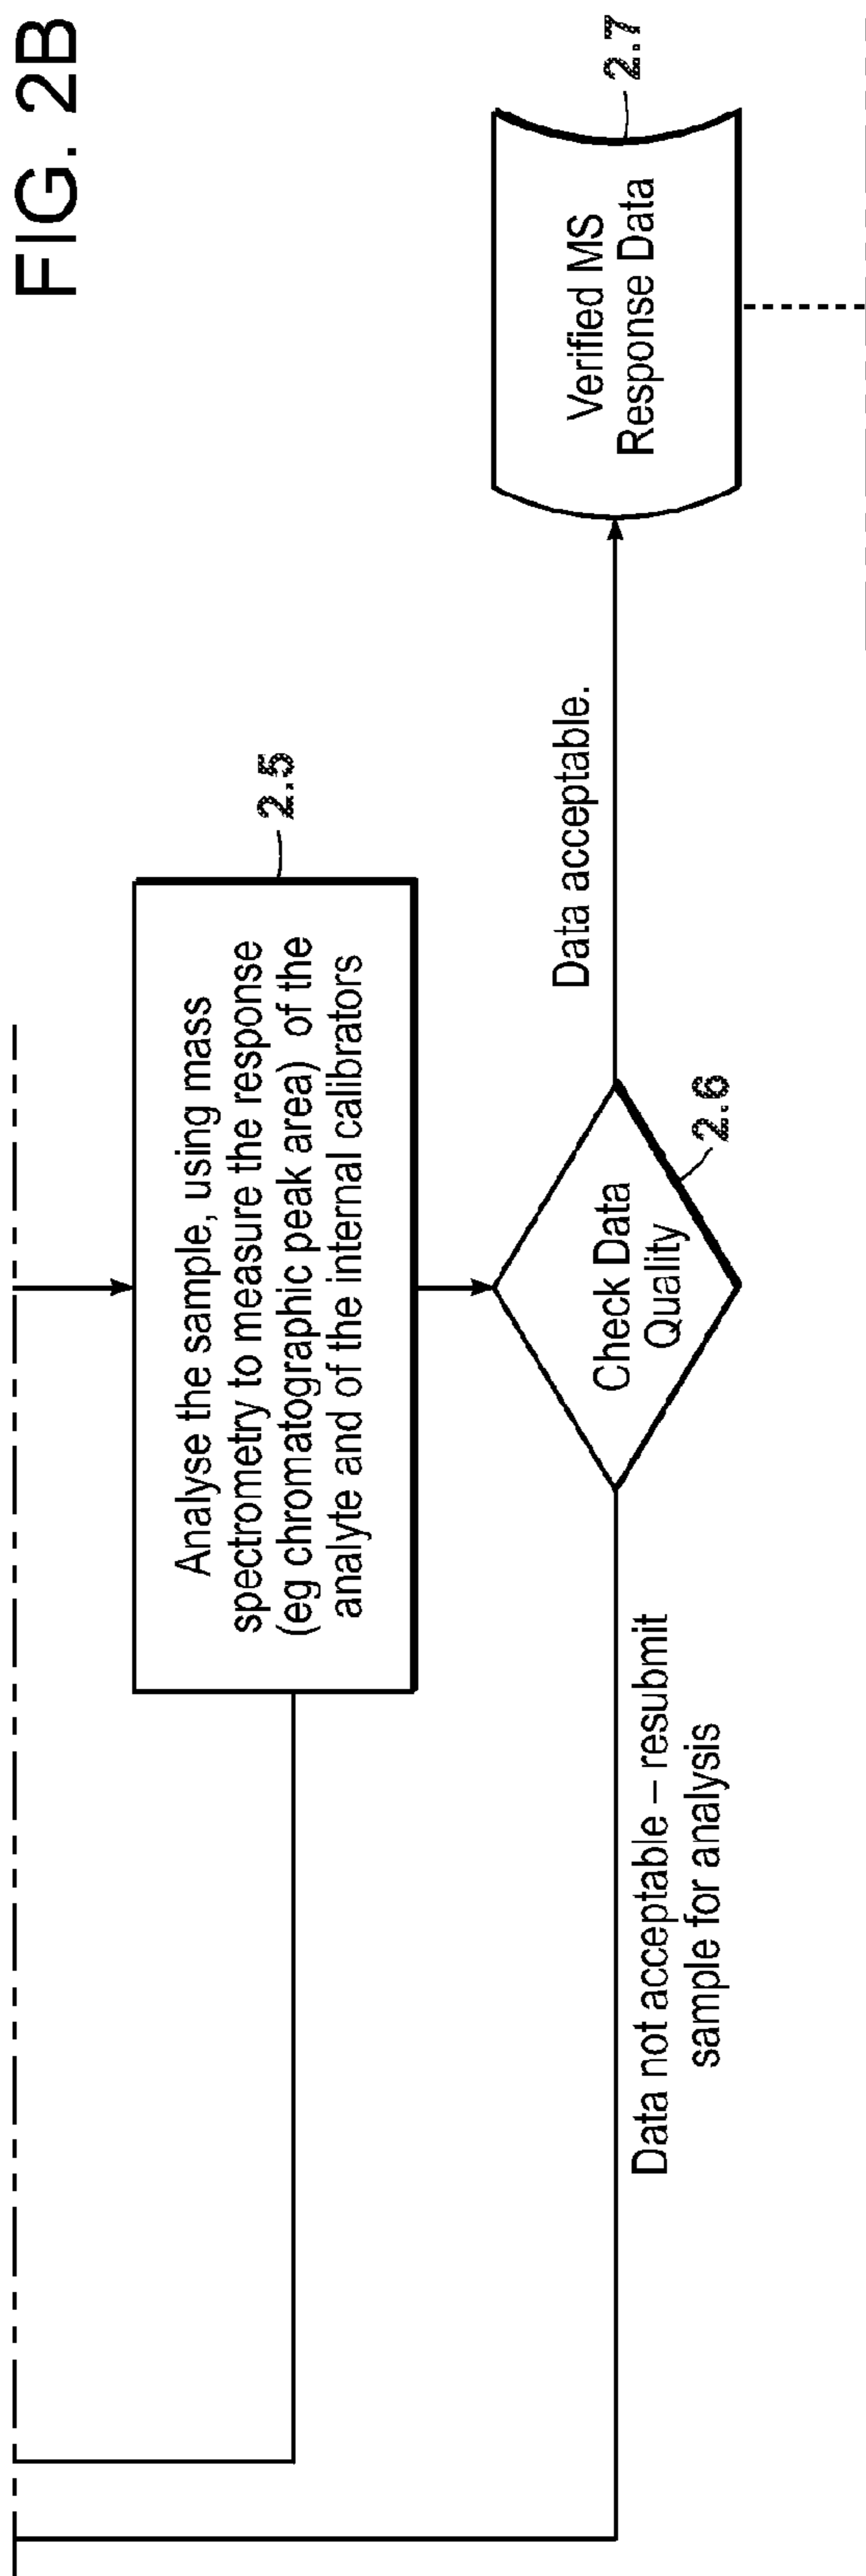 FIG. 2B
Analyse the sample, using mass
spectrometry to measure the response
(eg chromatographic peak area) of the
analyte and of the internal calibrators
2.5
Check Data
Quality
2.6
Data acceptable.
Data not acceptable – resubmit
sample for analysis
Verified MS
Response Data
2.7